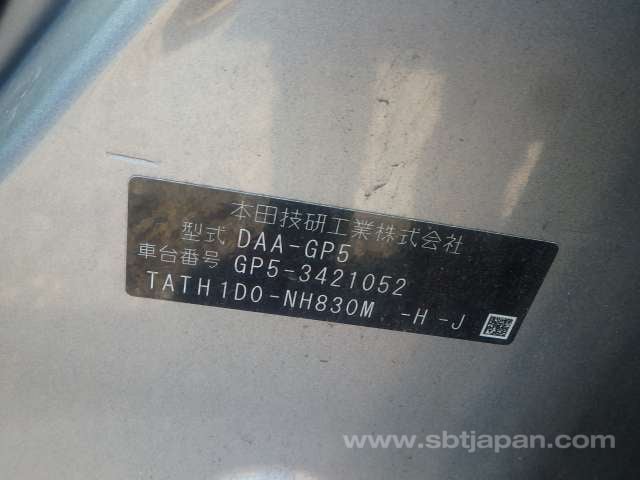 本田技研工業株式会社
型式 DAA-GP5
車台番号 GP5-3421052
TATH1D0-NH830M -H -J
www.sbtjapan.com